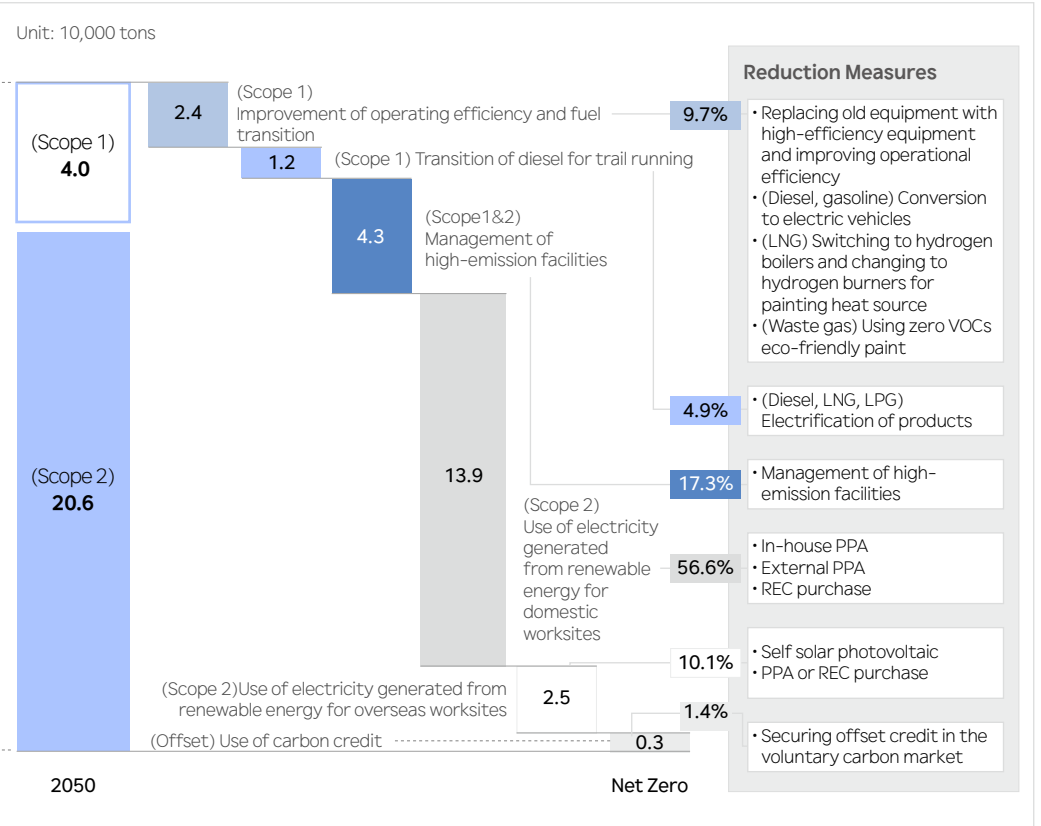 Unit: 10,000 tons
(Scope 1)
4.0
(Scope 2)
20.6
2050
2.4
(Scope 1)
Improvement of operating efficiency and fuel
transition
1.2
(Scope 1) Transition of diesel for trail running
4.3
(Scope1&2)
Management of
high-emission facilities
13.9
(Scope 2)
Use of electricity
generated
from renewable
energy for
domestic
worksites
(Scope 2)Use of electricity generated from
renewable energy for overseas worksites
2.5
(Offset) Use of carbon credit
0.3
Net Zero
Reduction Measures
9.7%
• Replacing old equipment with
high-efficiency equipment
and improving operational
efficiency
• (Diesel, gasoline) Conversion
to electric vehicles
• (LNG) Switching to hydrogen
boilers and changing to
hydrogen burners for
painting heat source
• (Waste gas) Using zero VOCs
eco-friendly paint
4.9%
• (Diesel, LNG, LPG)
Electrification of products
17.3%
• Management of high-
emission facilities
56.6%
• In-house PPA
• External PPA
• REC purchase
10.1%
• Self solar photovoltaic
• PPA or REC purchase
1.4%
• Securing offset credit in the
voluntary carbon market